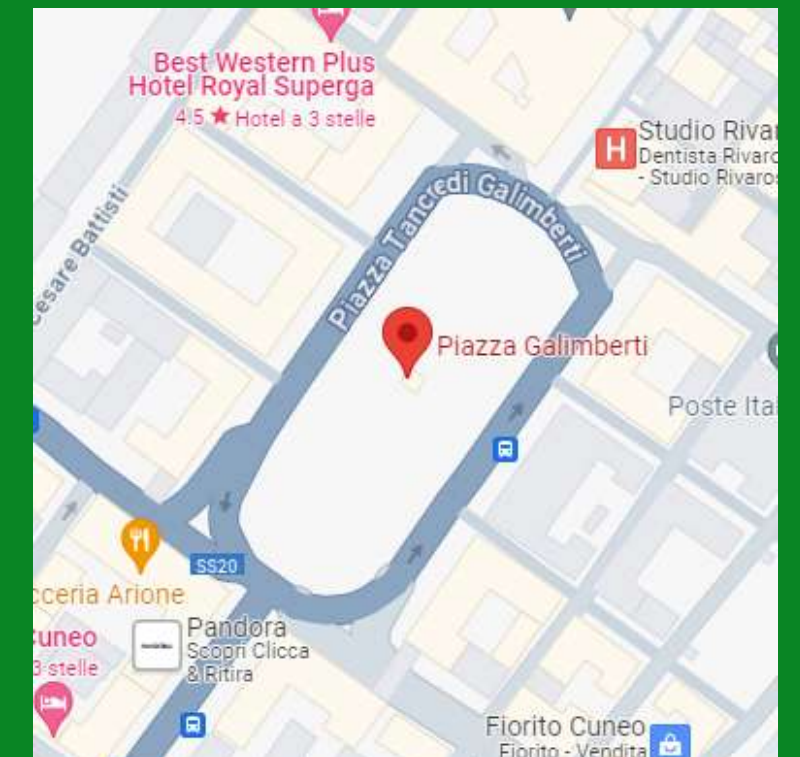 Best Western Plus
Hotel Royal Superga
4.5 ★ Hotel a 3 stelle
Studio Rivar
Dentista Rivaro
- Studio Rivaros
Piazza Tancredi Galimberti
Cesare Battisti
Piazza Galimberti
Poste Ita
SS20
cceria Arione
Cuneo
3 stelle
Pandora
Scopri Clicca
& Ritira
Fiorito Cuneo
Fiorito - Vendita